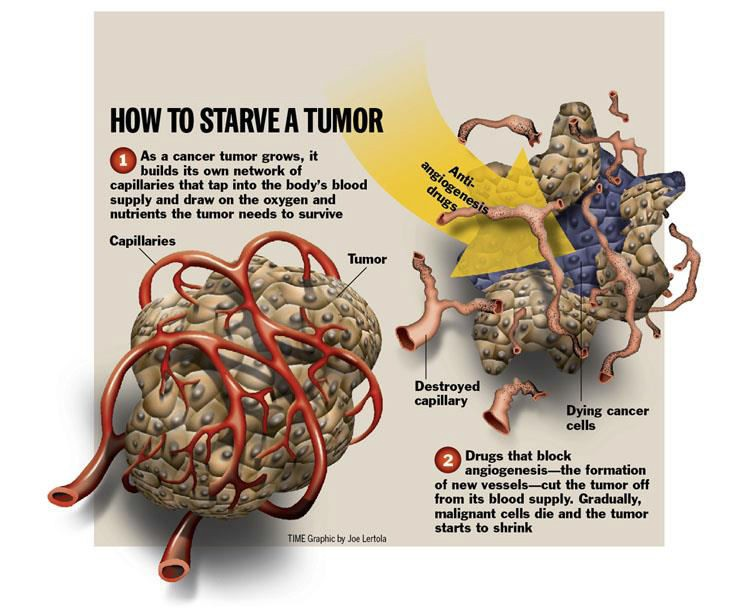 HOW TO STARVE A TUMOR
1 As a cancer tumor grows, it
builds its own network of
capillaries that tap into the body's blood
supply and draw on the oxygen and
nutrients the tumor needs to survive
Capillaries
Tumor
Anti-
angiogenesis
drugs
Destroyed
capillary
Dying cancer
cells
2 Drugs that block
angiogenesis—the formation
of new vessels—cut the tumor off
from its blood supply. Gradually,
malignant cells die and the tumor
starts to shrink
TIME Graphic by Joe Lertola